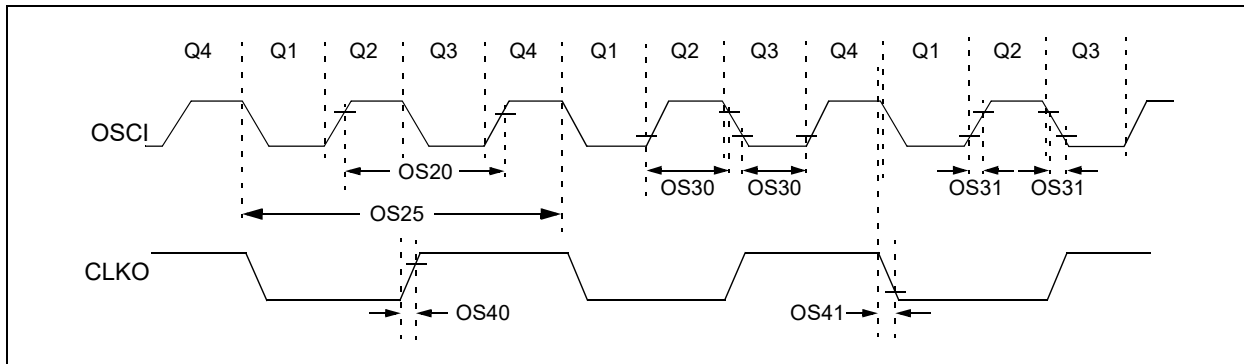 Q4 Q1 Q2 Q3 Q4 Q1 Q2 Q3 Q4 Q1 Q2 Q3
OSCI
OS20
OS30 OS30
OS31 OS31
OS25
CLKO
OS40
OS41